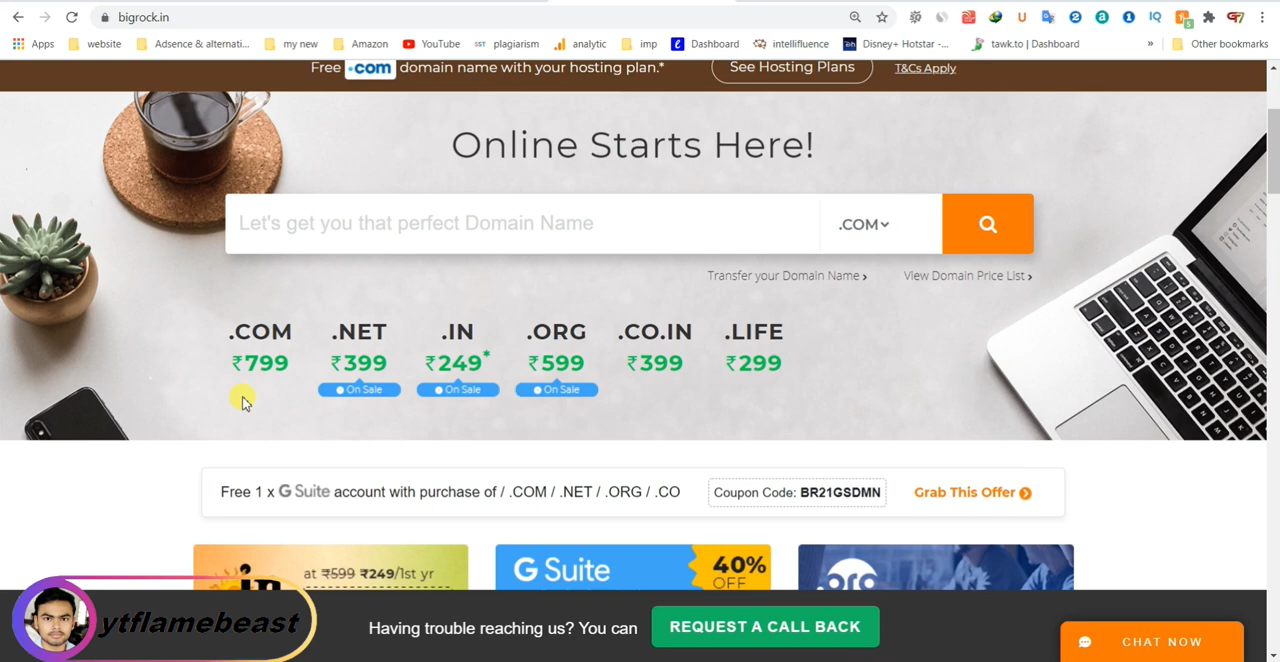 bigrock.in
Apps website Adsence & alternati... my new Amazon YouTube SST plagiarism analytic imp Dashboard intellifluence Disney+ Hotstar -... tawk.to | Dashboard » Other bookmarks
Free .com domain name with your hosting plan.* See Hosting Plans T&Cs Apply
Online Starts Here!
Let's get you that perfect Domain Name .COM
Transfer your Domain Name › View Domain Price List ›
.COM .NET .IN .ORG .CO.IN .LIFE
₹799 ₹399 ₹249* ₹599 ₹399 ₹299
On Sale On Sale On Sale
Free 1 x G Suite account with purchase of / .COM / .NET / .ORG / .CO Coupon Code: BR21GSDMN Grab This Offer
at ₹599 ₹249/1st yr G Suite 40% OFF .org
ytflamebeast
Having trouble reaching us? You can REQUEST A CALL BACK CHAT NOW